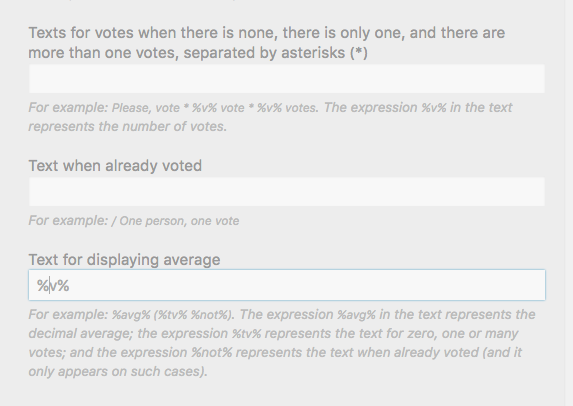 Texts for votes when there is none, there is only one, and there are
more than one votes, separated by asterisks (*)
For example: Please, vote * %v% vote * %v% votes. The expression %v% in the text
represents the number of votes.
Text when already voted
For example: / One person, one vote
Text for displaying average
%v%
For example: %avg% (%tv% %not%). The expression %avg% in the text represents the
decimal average; the expression %tv% represents the text for zero, one or many
votes; and the expression %not% represents the text when already voted (and it
only appears on such cases).